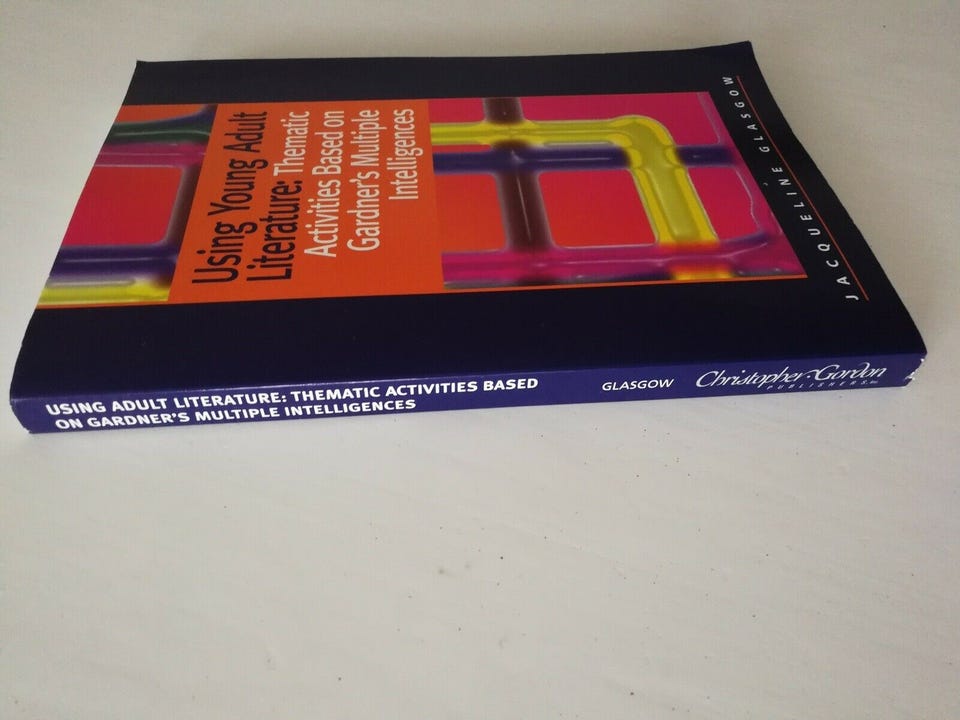 Using Young Adult
Literature: Thematic
Activities Based on
Gardner's Multiple
Intelligences
JACQUELINE GLASGOW
USING ADULT LITERATURE: THEMATIC ACTIVITIES BASED
ON GARDNER'S MULTIPLE INTELLIGENCES
GLASGOW
Christopher-Gordon
PUBLISHERS, Inc.